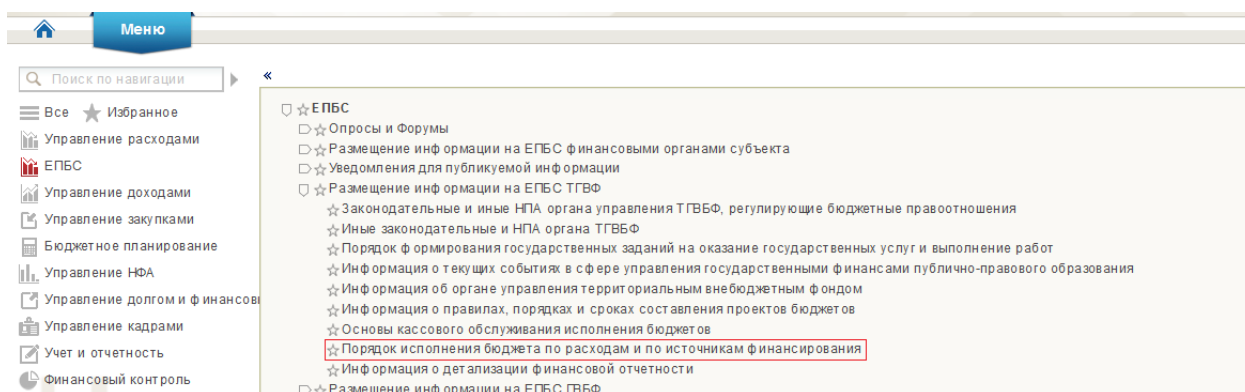 Меню
Поиск по навигации
«
Все Избранное
Управление расходами
ЕПБС
Управление доходами
Управление закупками
Бюджетное планирование
Управление НФА
Управление долгом и финансов
Управление кадрами
Учет и отчетность
Финансовый контроль
ЕПБС
Опросы и Форумы
Размещение информации на ЕПБС финансовыми органами субъекта
Уведомления для публикуемой информации
Размещение информации на ЕПБС ТГВФ
Законодательные и иные НПА органа управления ТГВБФ, регулирующие бюджетные правоотношения
Иные законодательные и НПА органа ТГВБФ
Порядок формирования государственных заданий на оказание государственных услуг и выполнение работ
Информация о текущих событиях в сфере управления государственными финансами публично-правового образования
Информация об органе управления территориальным внебюджетным фондом
Информация о правилах, порядках и сроках составления проектов бюджетов
Основы кассового обслуживания исполнения бюджетов
Порядок исполнения бюджета по расходам и по источникам финансирования
Информация о детализации финансовой отчетности
Размещение информации на ЕПБС ГВБФ